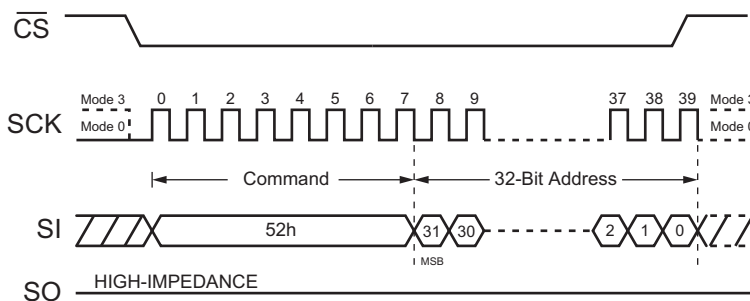 CS
Mode 3 0 1 2 3 4 5 6 7 8 9 37 38 39 Mode 3
SCK Mode 0 Mode 0
Command 32-Bit Address
SI 52h 31 30 2 1 0
MSB
HIGH-IMPEDANCE
SO